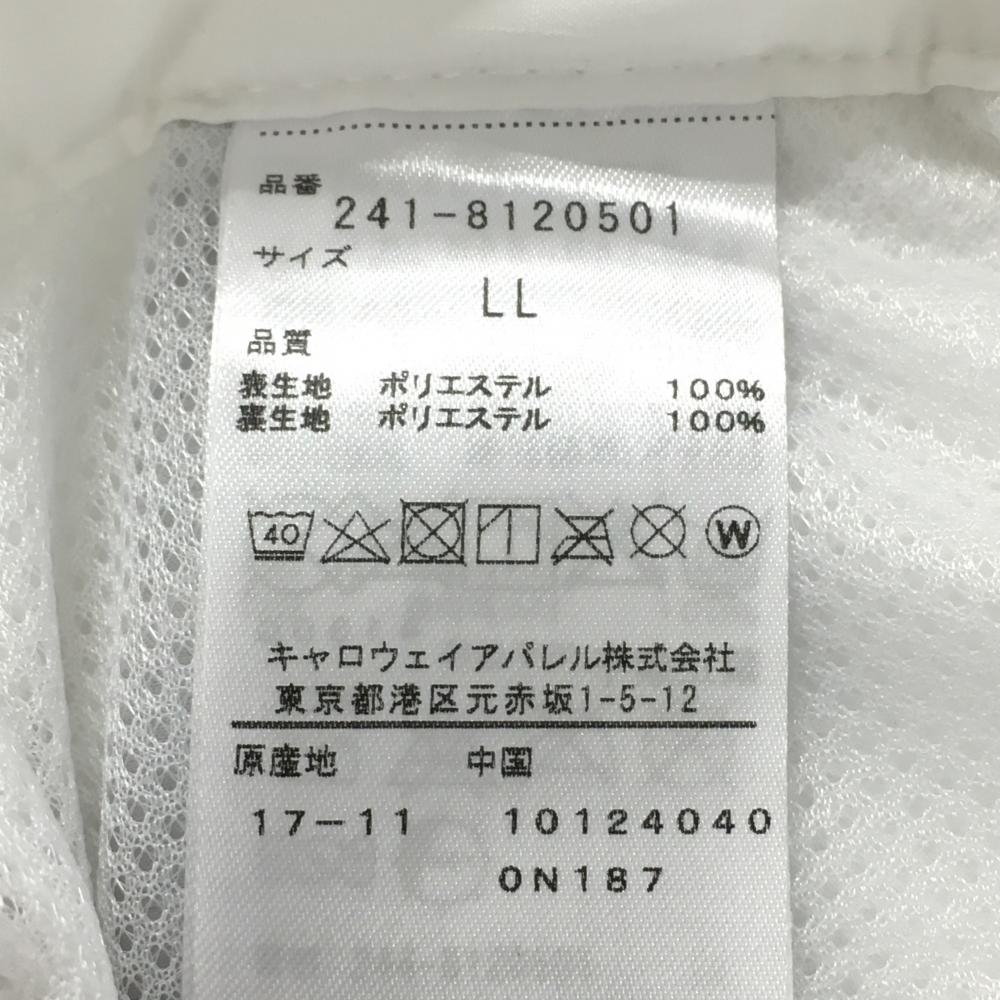 品番
241-8120501
サイズ
LL
品質
表生地 ポリエステル 100%
裏生地 ポリエステル 100%
40 W
キャロウェイアパレル株式会社
東京都港区元赤坂1-5-12
原産地 中国
17-11 10124040
0N187